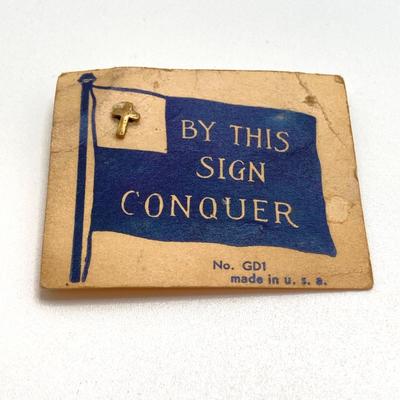 BY THIS
SIGN
CONQUER
No. GD1
made in u. s. a.